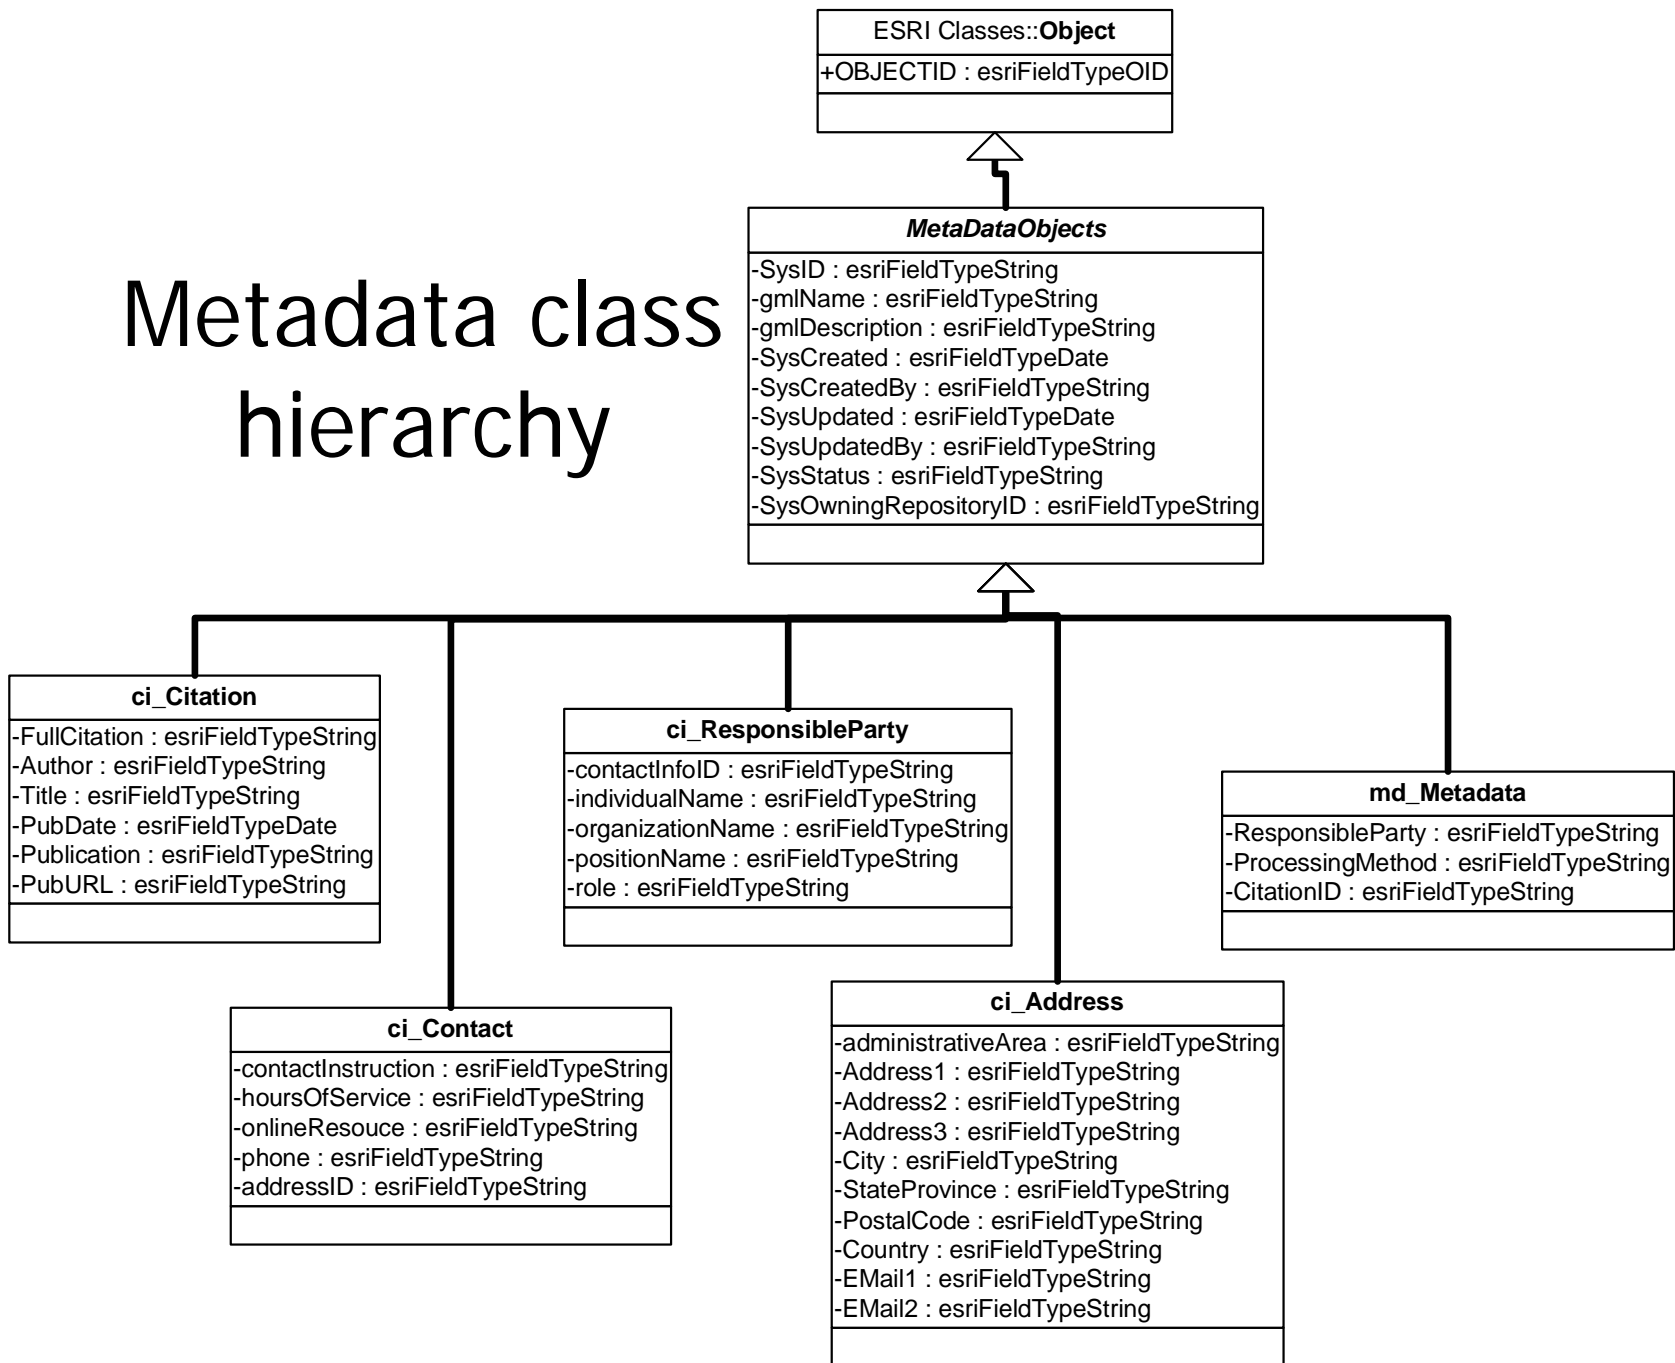 ESRI Classes::Object
+OBJECTID : esriFieldTypeOID
Metadata class
hierarchy
MetaDataObjects
-SysID : esriFieldTypeString
-gmlName : esriFieldTypeString
-gmlDescription : esriFieldTypeString
-SysCreated : esriFieldTypeDate
-SysCreatedBy : esriFieldTypeString
-SysUpdated : esriFieldTypeDate
-SysUpdatedBy : esriFieldTypeString
-SysStatus : esriFieldTypeString
-SysOwningRepositoryID : esriFieldTypeString
ci_Citation
-FullCitation : esriFieldTypeString
-Author : esriFieldTypeString
-Title : esriFieldTypeString
-PubDate : esriFieldTypeDate
-Publication : esriFieldTypeString
-PubURL : esriFieldTypeString
ci_ResponsibleParty
-contactInfoID : esriFieldTypeString
-individualName : esriFieldTypeString
-organizationName : esriFieldTypeString
-positionName : esriFieldTypeString
-role : esriFieldTypeString
md_Metadata
-ResponsibleParty : esriFieldTypeString
-ProcessingMethod : esriFieldTypeString
-CitationID : esriFieldTypeString
ci_Contact
-contactInstruction : esriFieldTypeString
-hoursOfService : esriFieldTypeString
-onlineResouce : esriFieldTypeString
-phone : esriFieldTypeString
-addressID : esriFieldTypeString
ci_Address
-administrativeArea : esriFieldTypeString
-Address1 : esriFieldTypeString
-Address2 : esriFieldTypeString
-Address3 : esriFieldTypeString
-City : esriFieldTypeString
-StateProvince : esriFieldTypeString
-PostalCode : esriFieldTypeString
-Country : esriFieldTypeString
-EMail1 : esriFieldTypeString
-EMail2 : esriFieldTypeString